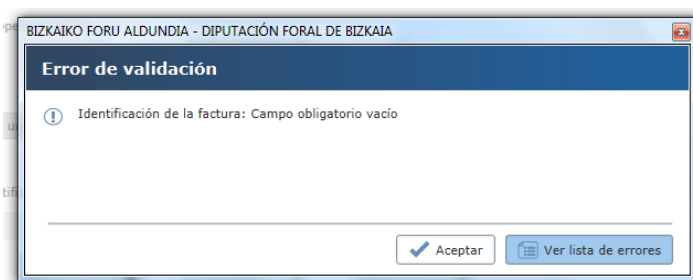 BIZKAIKO FORU ALDUNDIA - DIPUTACIÓN FORAL DE BIZKAIA
Error de validación
Identificación de la factura: Campo obligatorio vacío
Aceptar
Ver lista de errores